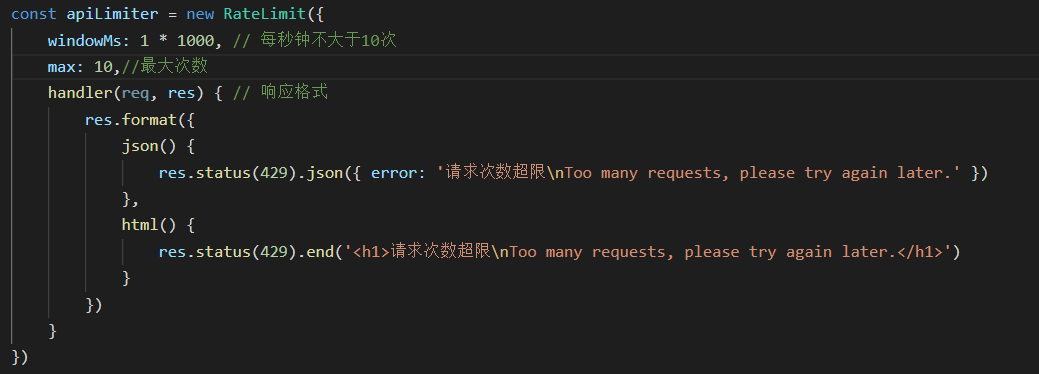 const apiLimiter = new RateLimit({
    windowMs: 1 * 1000, // 每秒钟不大于10次
    max: 10,//最大次数
    handler(req, res) { // 响应格式
        res.format({
            json() {
                res.status(429).json({ error: '请求次数超限\nToo many requests, please try again later.' })
            },
            html() {
                res.status(429).end('<h1>请求次数超限\nToo many requests, please try again later.</h1>')
            }
        })
    }
})